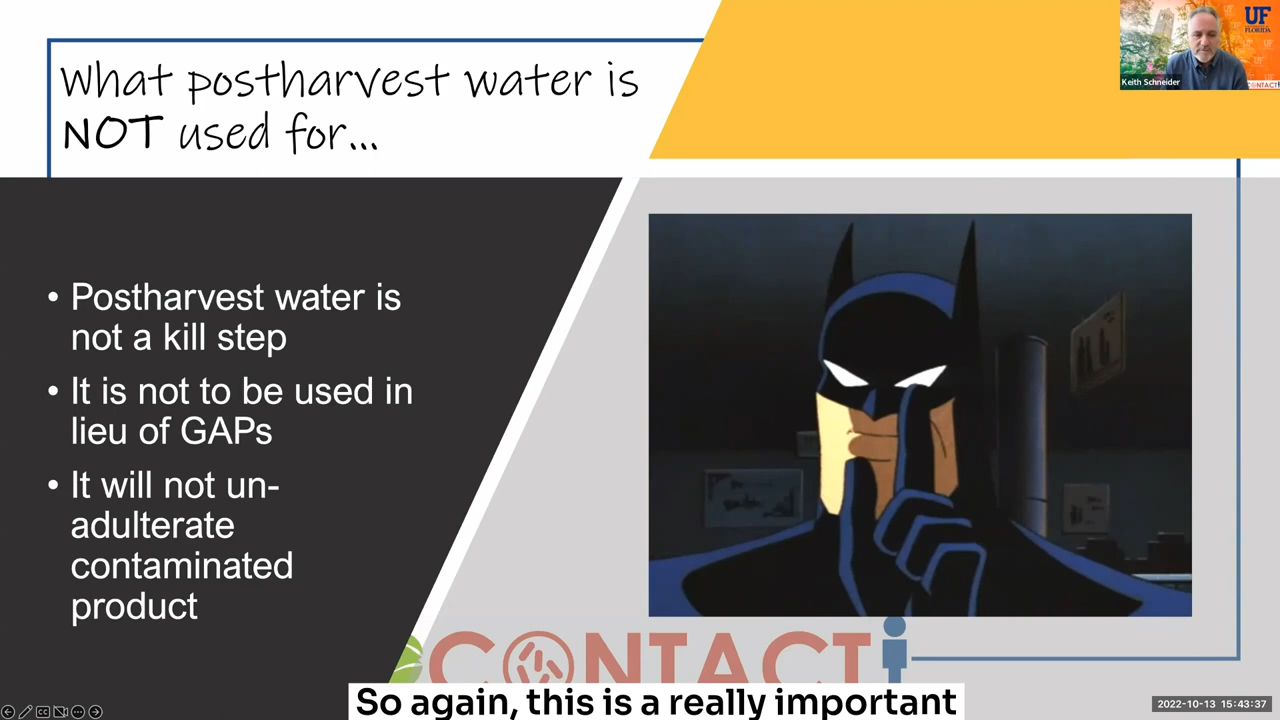 What postharvest water is
NOT used for...
UF
FLORIDA
Keith Schneider
CONTACT
• Postharvest water is
not a kill step
• It is not to be used in
lieu of GAPs
• It will not un-
adulterate
contaminated
product
CONTACT
So again, this is a really important
2022-10-13 15:43:37